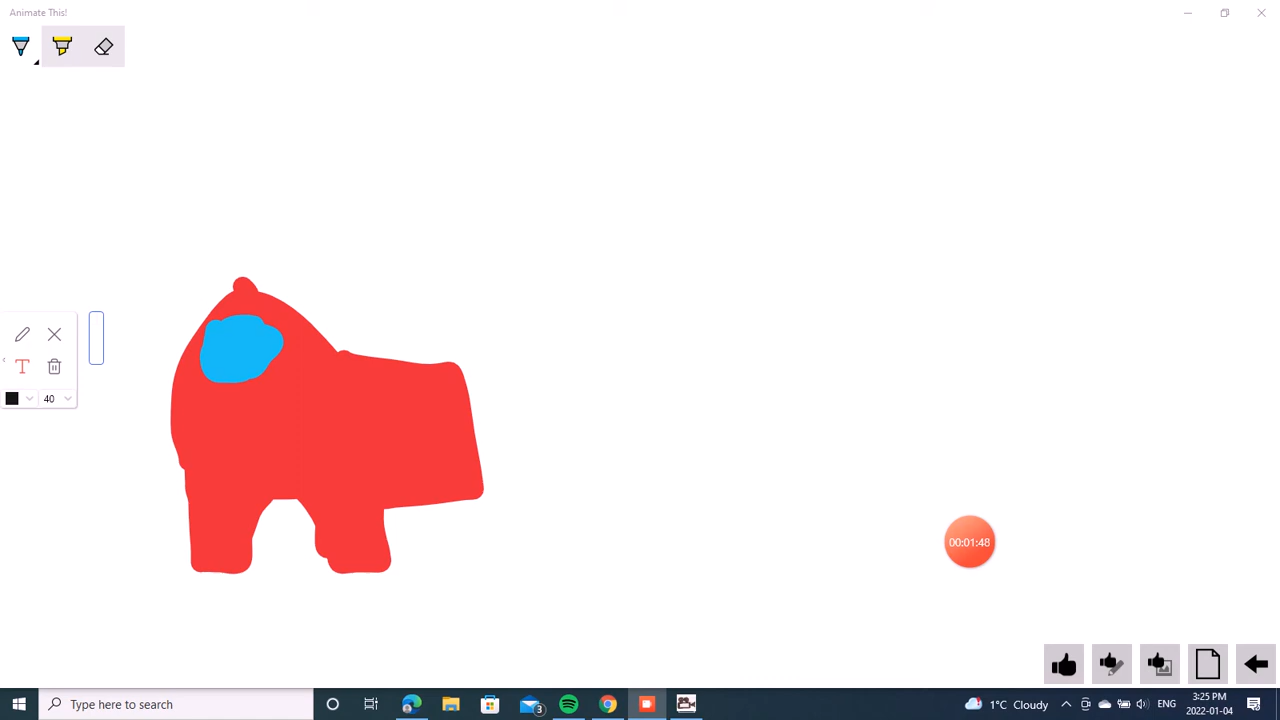 Animate This!
T
40
00:01:48
Type here to search
3
1°C Cloudy
ENG
3:25 PM
2022-01-04